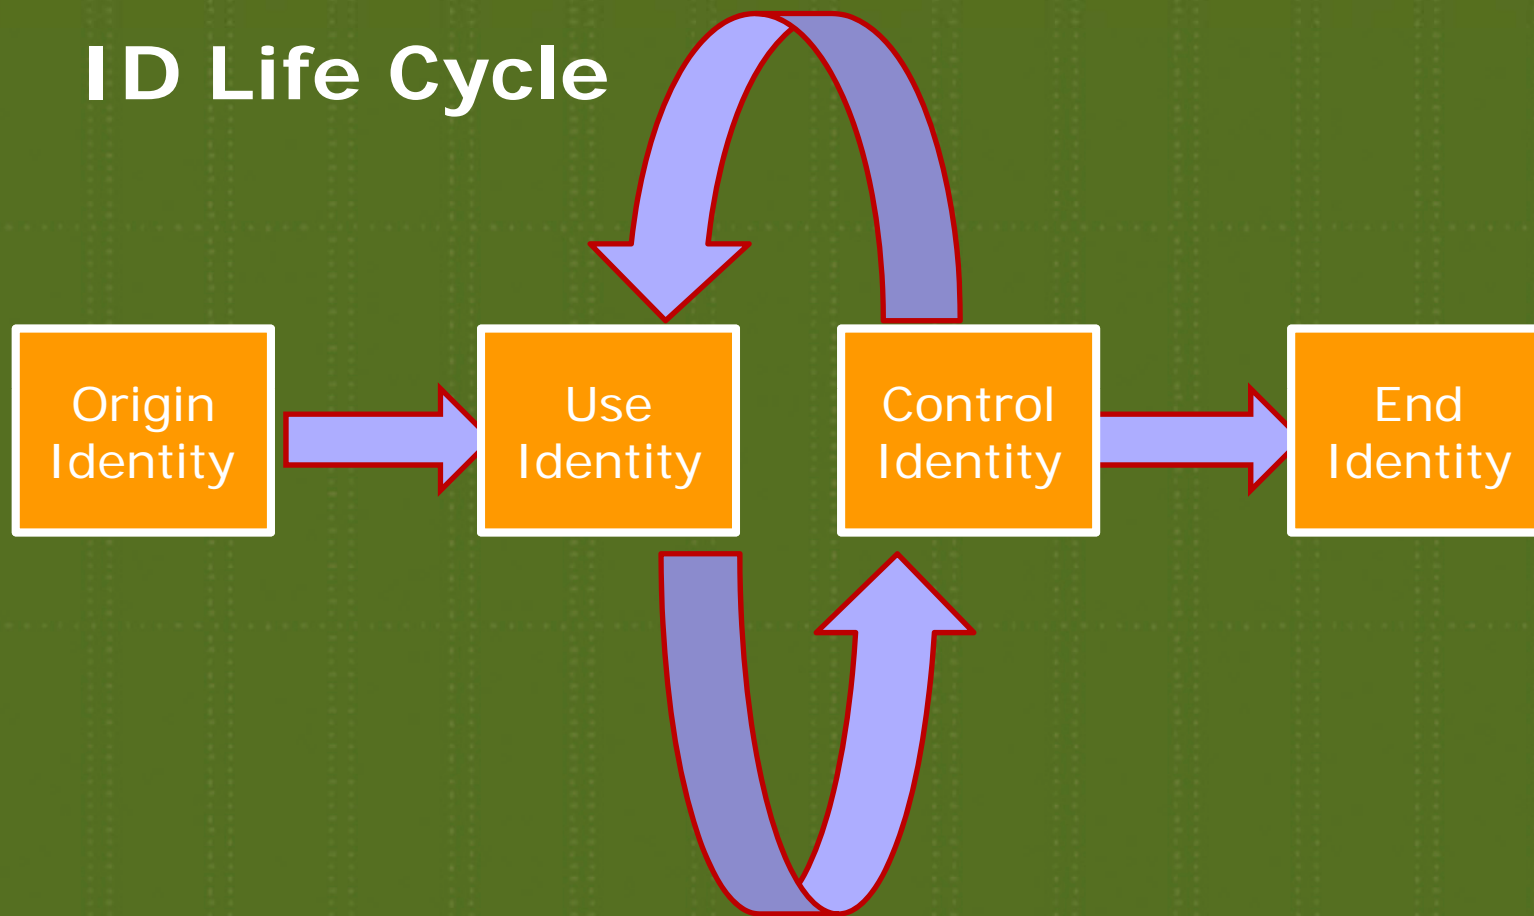 ID Life Cycle
Origin
Identity
Use
Identity
Control
Identity
End
Identity